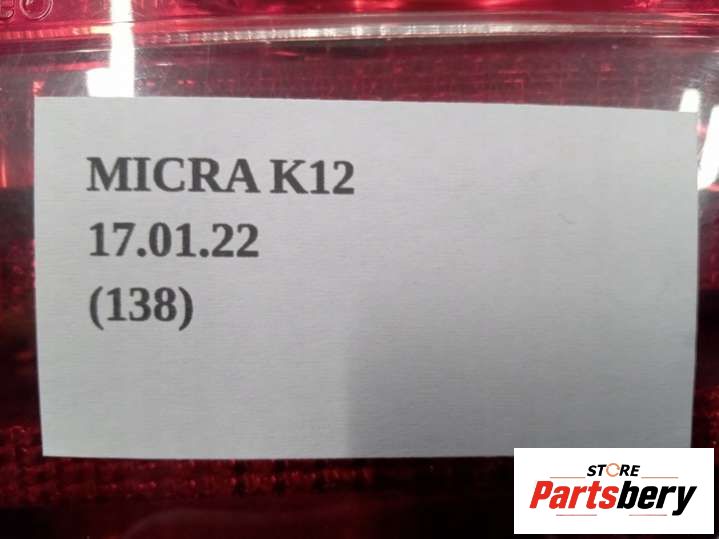 MICRA K12
17.01.22
(138)
STORE
Partsbery